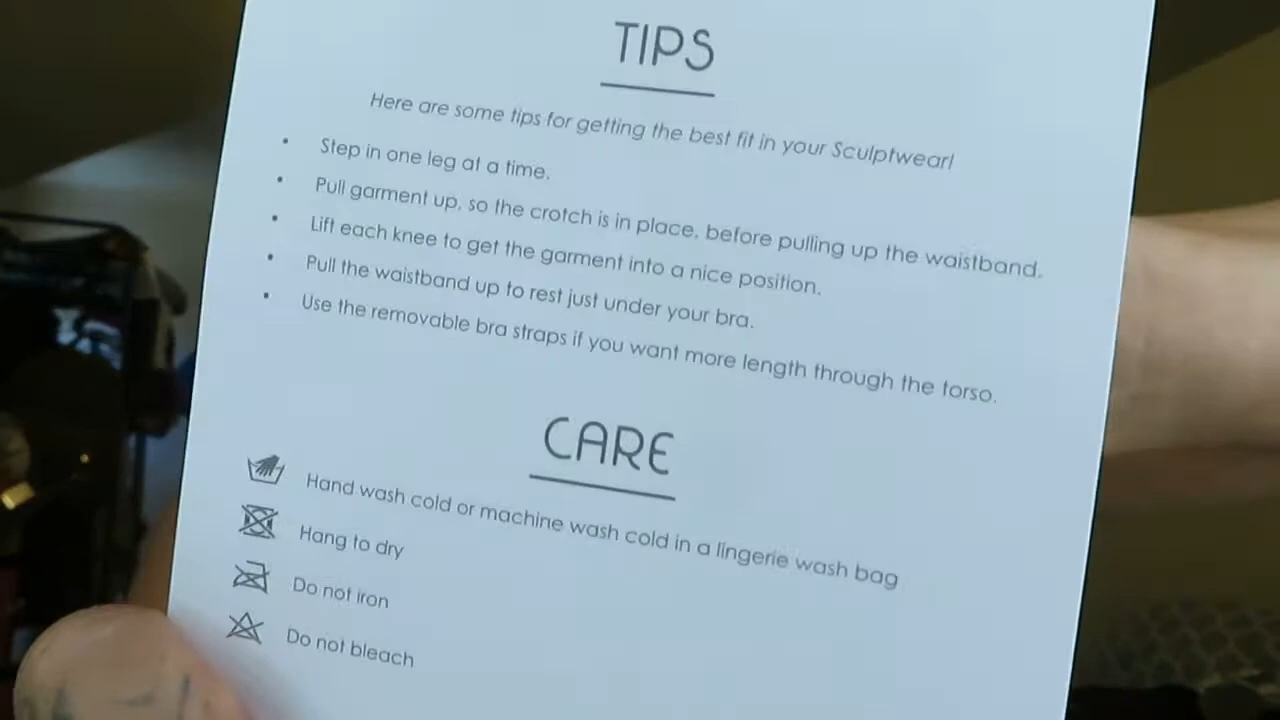 TIPS
Here are some tips for getting the best fit in your Sculptwear!
• Step in one leg at a time.
• Pull garment up, so the crotch is in place, before pulling up the waistband.
• Lift each knee to get the garment into a nice position.
• Pull the waistband up to rest just under your bra.
• Use the removable bra straps if you want more length through the torso.
CARE
Hand wash cold or machine wash cold in a lingerie wash bag
Hang to dry
Do not iron
Do not bleach